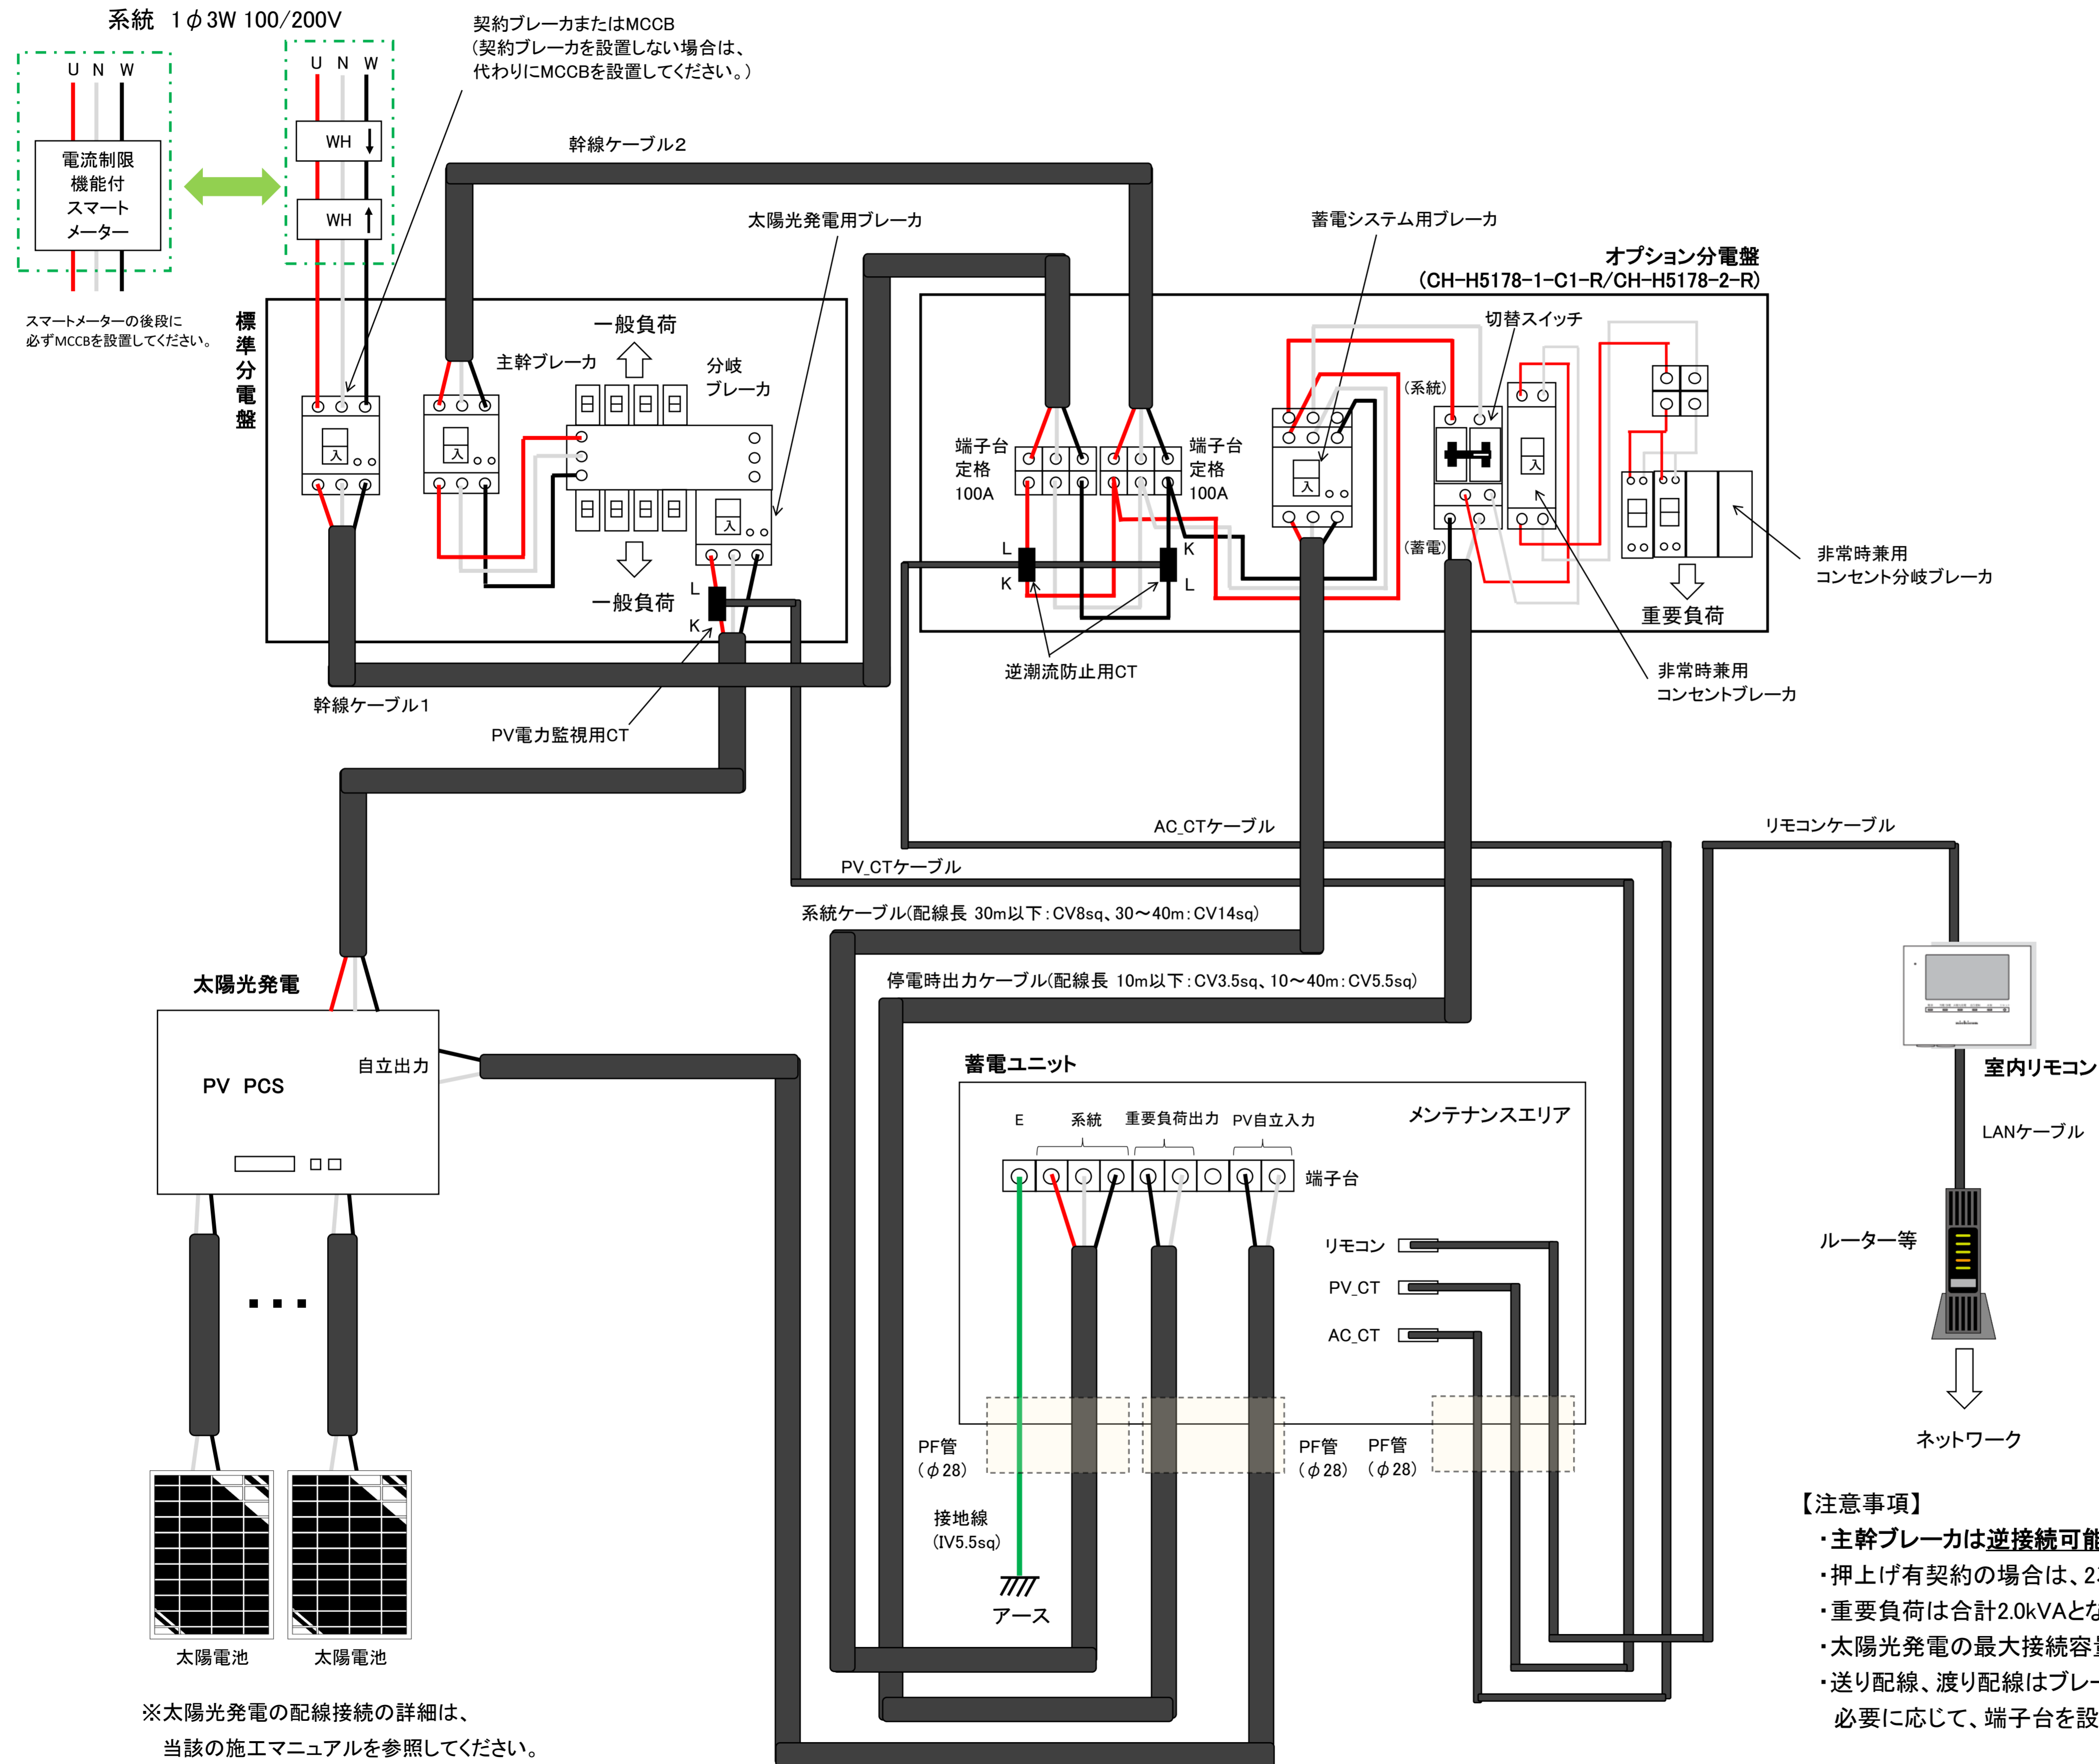 系統 1φ3W 100/200V
U N W
電流制限
機能付
スマート
メーター
スマートメーターの後段に
必ずMCCBを設置してください。
U N W
WH
WH
契約ブレーカまたはMCCB
(契約ブレーカを設置しない場合は、
代わりにMCCBを設置してください。)
幹線ケーブル2
太陽光発電用ブレーカ
蓄電システム用ブレーカ
オプション分電盤
(CH-H5178-1-C1-R/CH-H5178-2-R)
標準分電盤
主幹ブレーカ
一般負荷
分岐
ブレーカ
入
入
入
一般負荷
L
K
端子台
定格
100A
端子台
定格
100A
L
K
K
L
入
切替スイッチ
(系統)
(蓄電)
入
重要負荷
非常時兼用
コンセント分岐ブレーカ
非常時兼用
コンセントブレーカ
逆潮流防止用CT
幹線ケーブル1
PV電力監視用CT
AC_CTケーブル
リモコンケーブル
PV_CTケーブル
系統ケーブル(配線長 30m以下:CV8sq、30～40m:CV14sq)
停電時出力ケーブル(配線長 10m以下:CV3.5sq、10～40m:CV5.5sq)
太陽光発電
自立出力
PV PCS
蓄電ユニット
メンテナンスエリア
E 系統 重要負荷出力 PV自立入力
端子台
リモコン
PV_CT
AC_CT
PF管
(φ28)
PF管
(φ28)
PF管
(φ28)
接地線
(IV5.5sq)
アース
室内リモコン
LANケーブル
ルーター等
ネットワーク
太陽電池
太陽電池
※太陽光発電の配線接続の詳細は、
当該の施工マニュアルを参照してください。
【注意事項】
・主幹ブレーカは逆接続可能
・押上げ有契約の場合は、2
・重要負荷は合計2.0kVAとな
・太陽光発電の最大接続容
・送り配線、渡り配線はブレー
必要に応じて、端子台を設